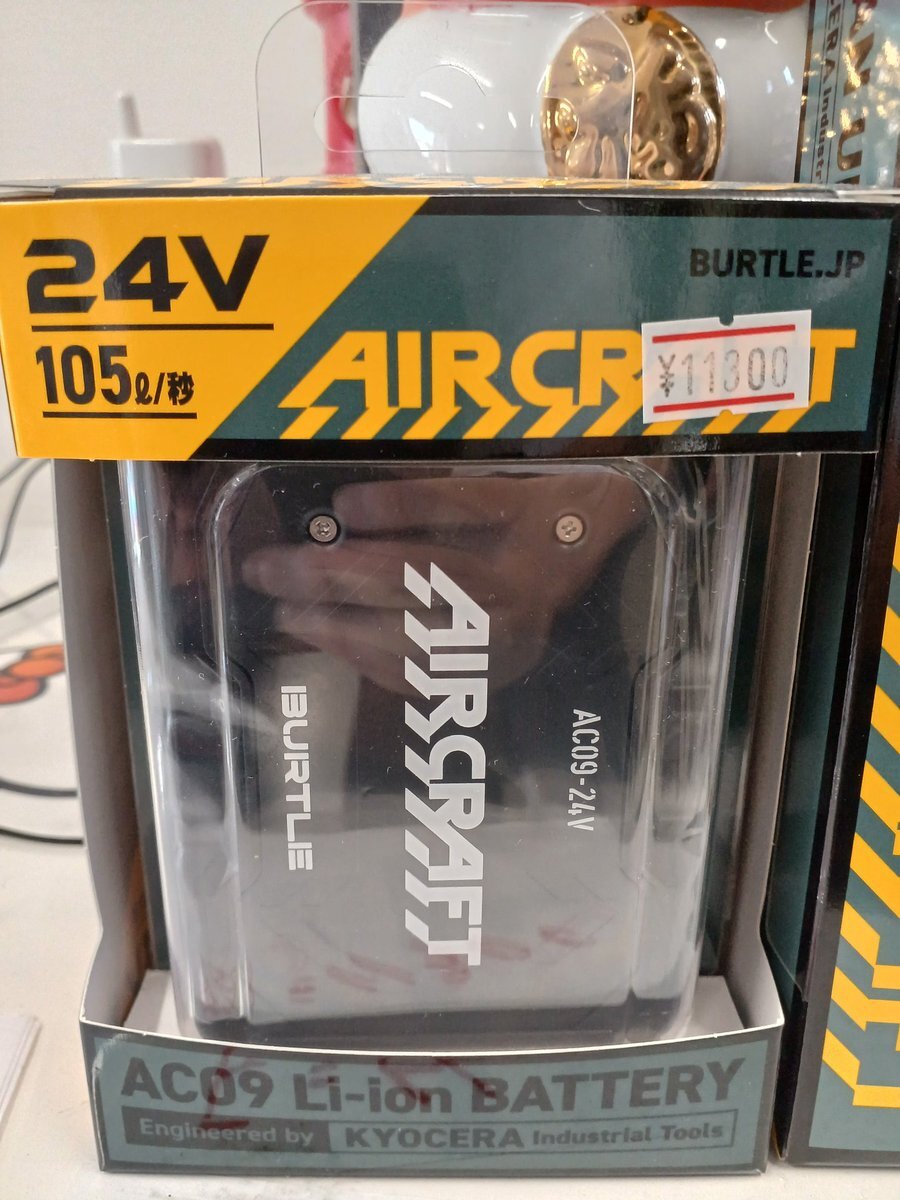 24V
105ℓ/秒
BURTLE.JP
AIRCR
T
¥11300
AIRCRAFT
BURTLE
AC09-24V
AC09 Li-ion BATTERY
Engineered by KYOCERA Industrial Tools